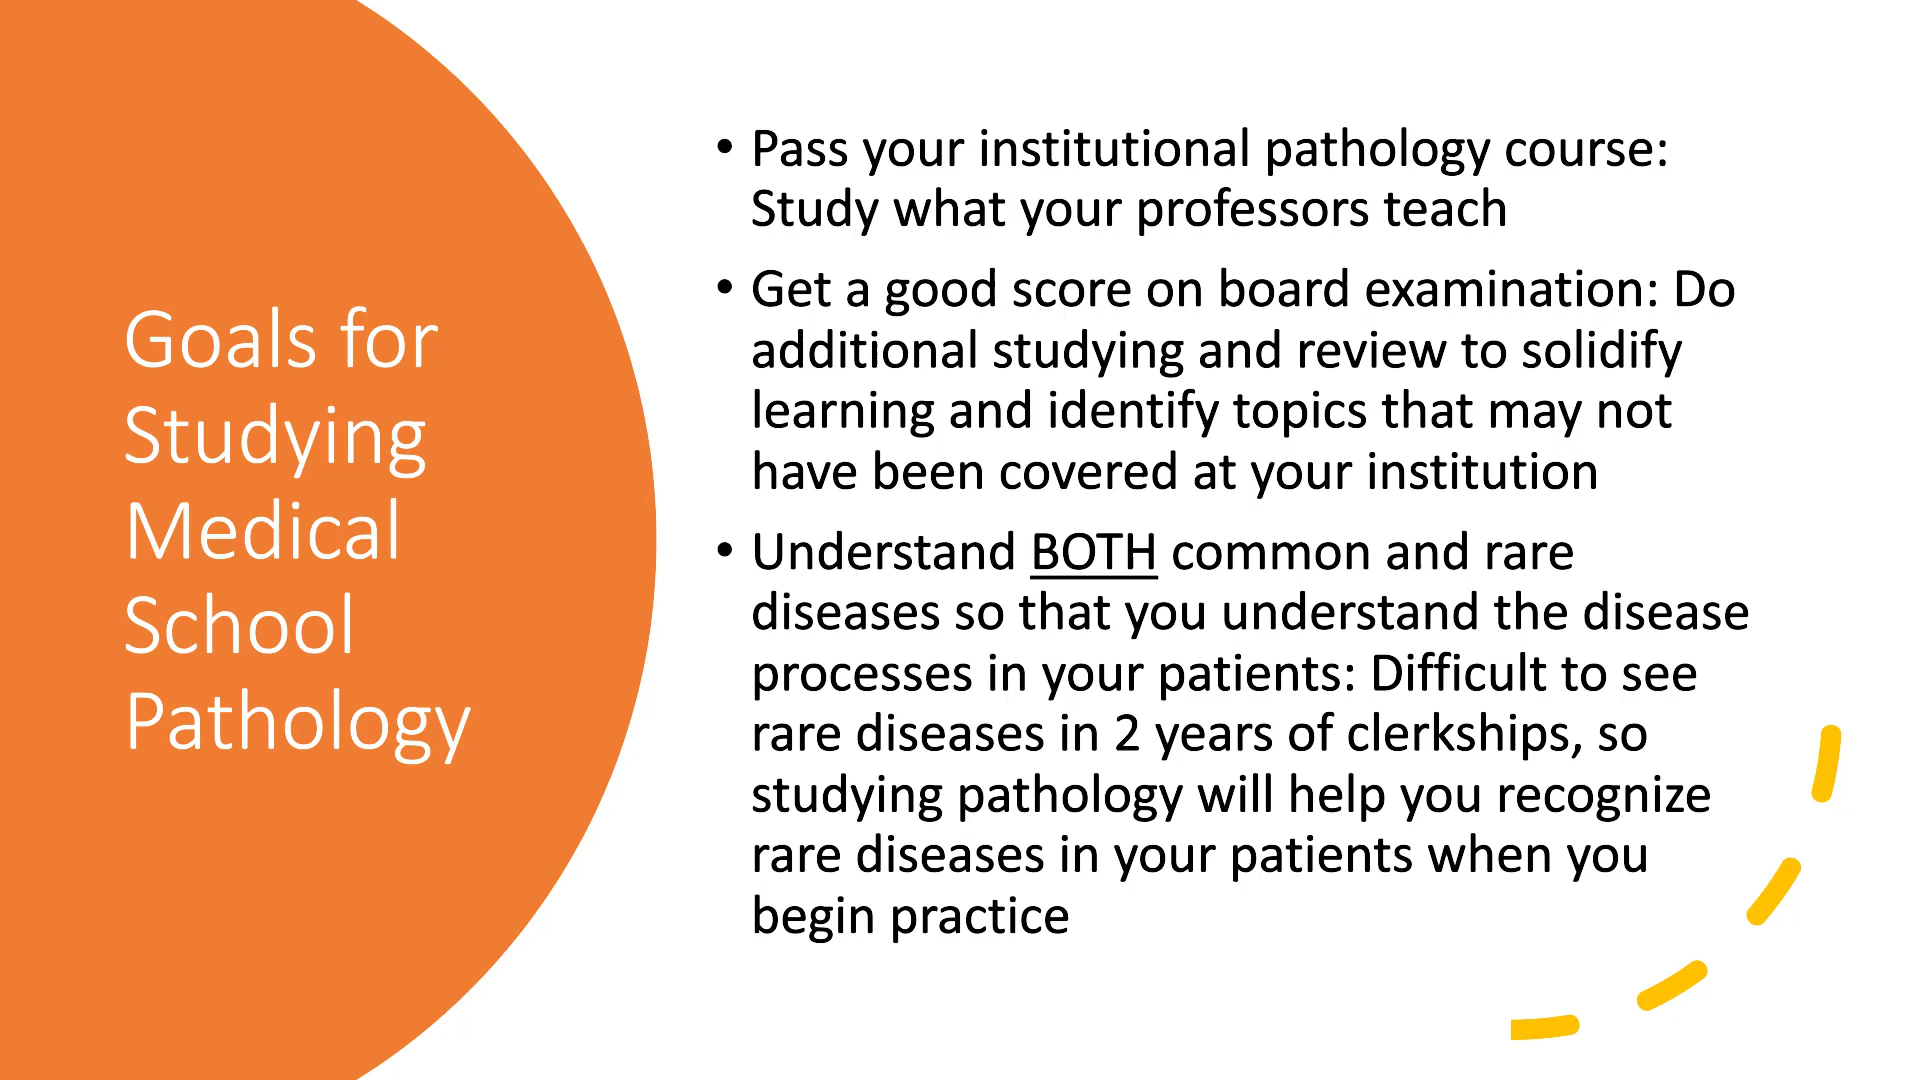 Goals for
Studying
Medical
School
Pathology
• Pass your institutional pathology course:
Study what your professors teach
• Get a good score on board examination: Do
additional studying and review to solidify
learning and identify topics that may not
have been covered at your institution
• Understand BOTH common and rare
diseases so that you understand the disease
processes in your patients: Difficult to see
rare diseases in 2 years of clerkships, so
studying pathology will help you recognize
rare diseases in your patients when you
begin practice